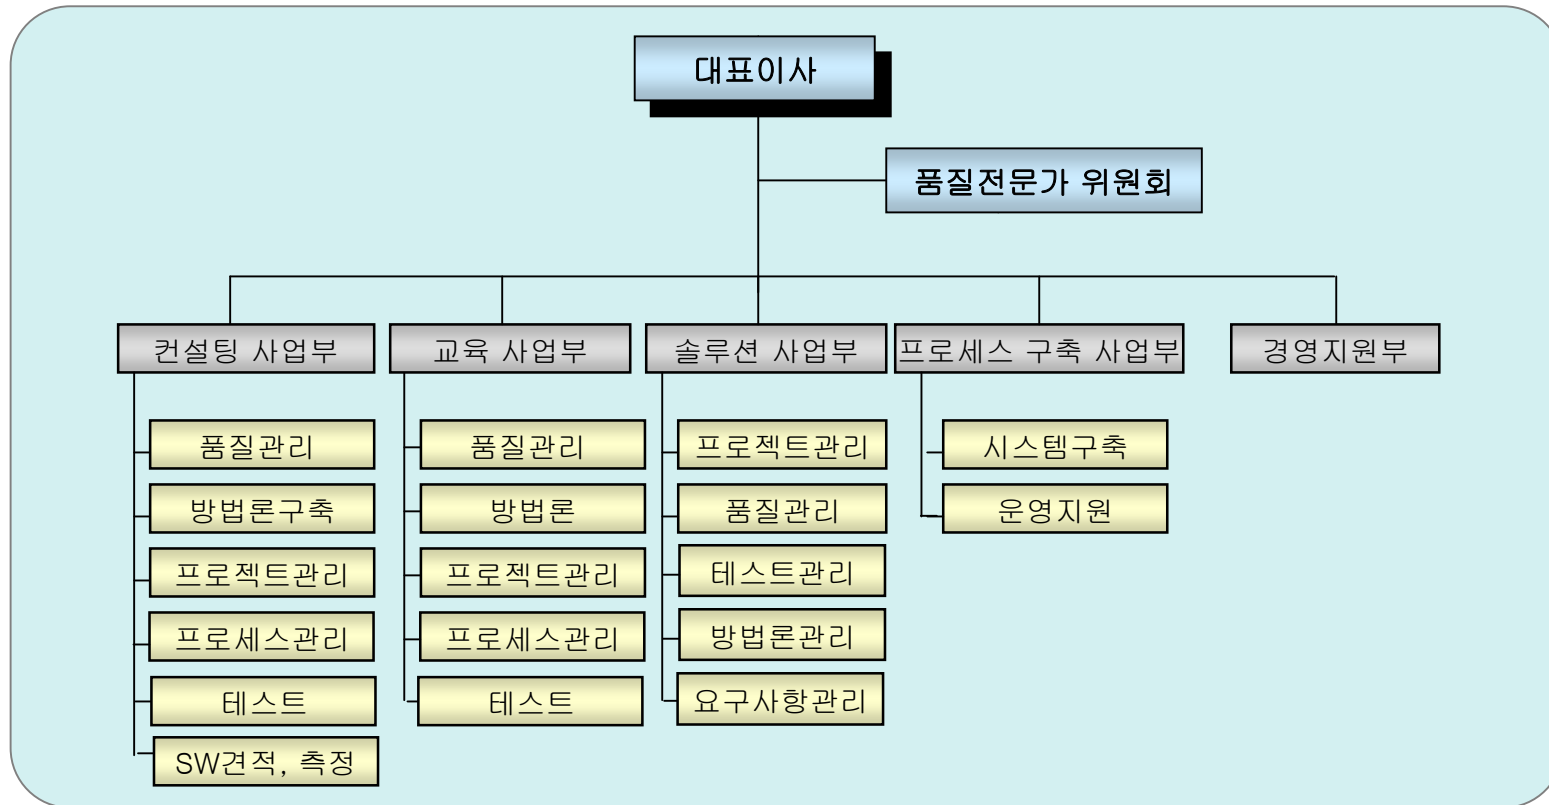 대표이사
품질전문가 위원회
컨설팅 사업부
교육 사업부
솔루션 사업부
프로세스 구축 사업부
경영지원부
품질관리
방법론구축
프로젝트관리
프로세스관리
테스트
SW견적, 측정
품질관리
방법론
프로젝트관리
프로세스관리
테스트
프로젝트관리
품질관리
테스트관리
방법론관리
요구사항관리
시스템구축
운영지원